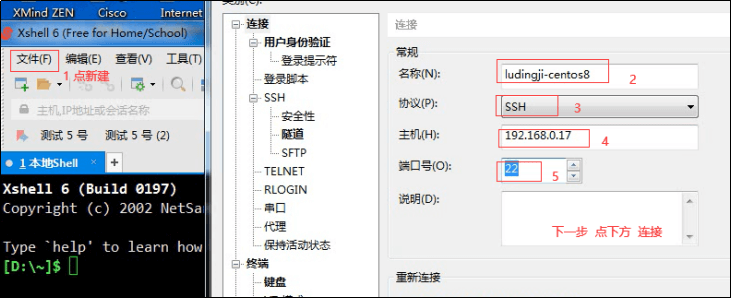 XMind ZEN Cisco Internet
Xshell 6 (Free for Home/School)
文件(F) 编辑(E) 查看(V) 工具(T)
1 点新建
主机,IP地址或会话名称
测试 5 号 测试 5 号 (2)
1 本地Shell × +
Xshell 6 (Build 0197)
Copyright (c) 2002 NetSa
Type `help' to learn how
[D:\~]$
类别(C):
连接
用户身份验证
登录提示符
登录脚本
SSH
安全性
隧道
SFTP
TELNET
RLOGIN
串口
代理
保持活动状态
终端
键盘
连接
常规
名称(N): ludingji-centos8 2
协议(P): SSH 3
主机(H): 192.168.0.17 4
端口号(O): 22 5
说明(D):
下一步 点下方 连接
重新连接